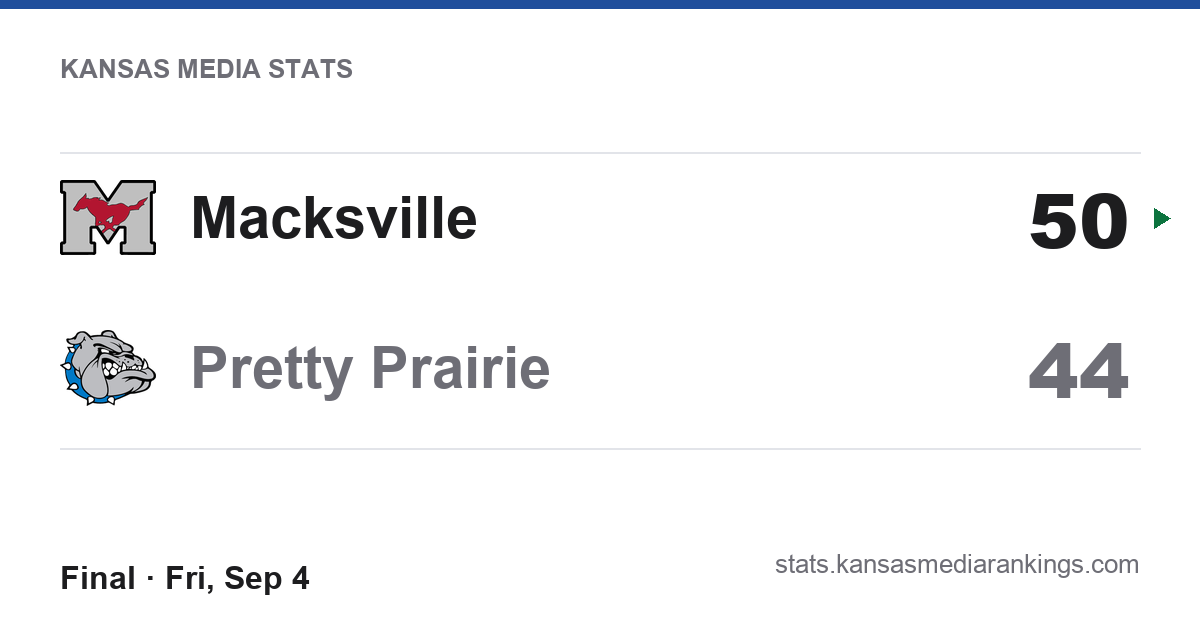 KANSAS MEDIA STATS
M
Macksville 50
Pretty Prairie 44
Final · Fri, Sep 4
stats.kansasmediarankings.com